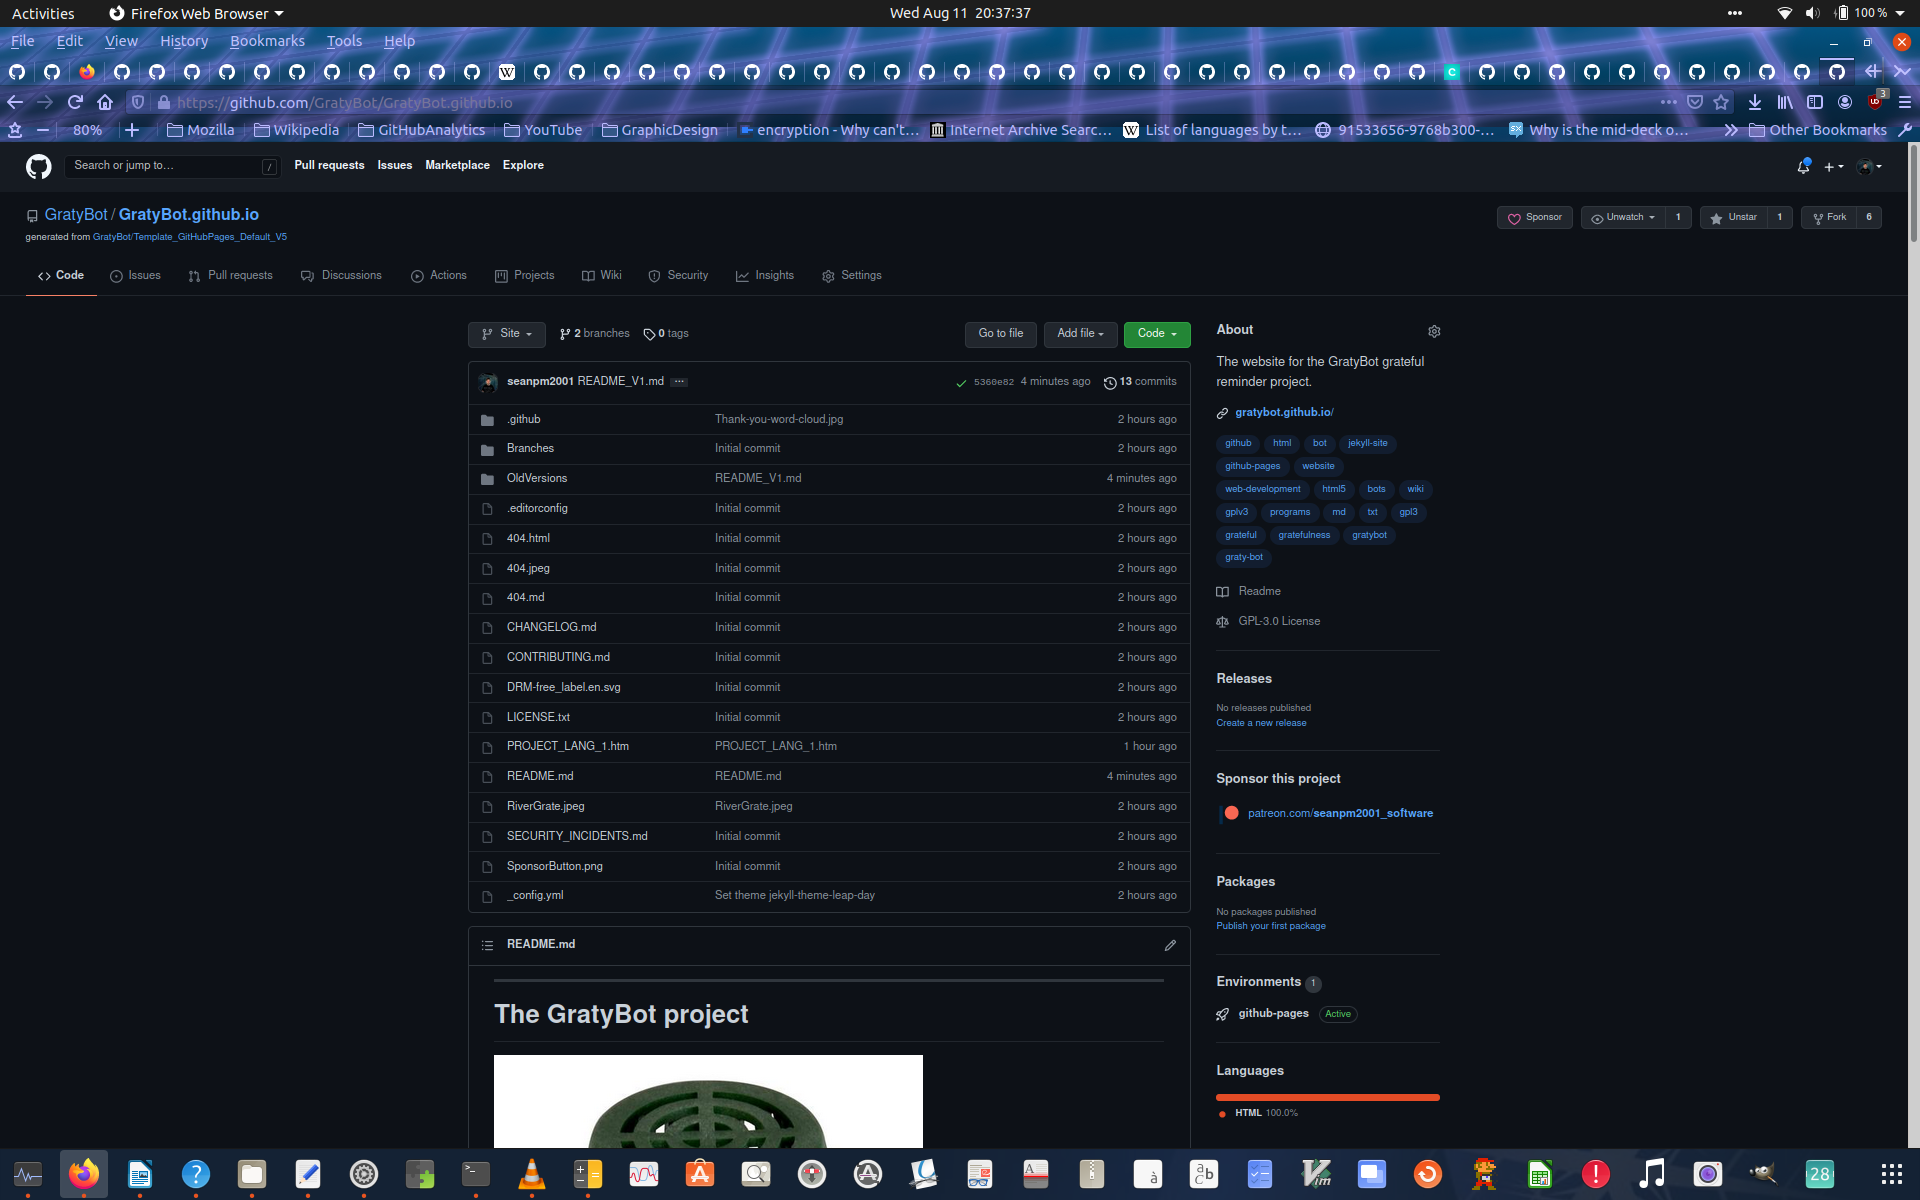 Activities
Firefox Web Browser
Wed Aug 11 20:37:37
100 %
File Edit View History Bookmarks Tools Help
https://github.com/GratyBot/GratyBot.github.io
3
80%
Mozilla
Wikipedia
GitHubAnalytics
YouTube
GraphicDesign
encryption - Why can't…
Internet Archive Searc…
List of languages by t…
91533656-9768b300-…
Why is the mid-deck o…
Other Bookmarks
Search or jump to…
/
Pull requests Issues Marketplace Explore
GratyBot / GratyBot.github.io
Sponsor
Unwatch 1
Unstar 1
Fork 6
generated from GratyBot/Template_GitHubPages_Default_V5
Code Issues Pull requests Discussions Actions Projects Wiki Security Insights Settings
Site
2 branches
0 tags
Go to file
Add file
Code
seanpm2001 README_V1.md ...
5360e82 4 minutes ago 13 commits
.github Thank-you-word-cloud.jpg 2 hours ago
Branches Initial commit 2 hours ago
OldVersions README_V1.md 4 minutes ago
.editorconfig Initial commit 2 hours ago
404.html Initial commit 2 hours ago
404.jpeg Initial commit 2 hours ago
404.md Initial commit 2 hours ago
CHANGELOG.md Initial commit 2 hours ago
CONTRIBUTING.md Initial commit 2 hours ago
DRM-free_label.en.svg Initial commit 2 hours ago
LICENSE.txt Initial commit 2 hours ago
PROJECT_LANG_1.htm PROJECT_LANG_1.htm 1 hour ago
README.md README.md 4 minutes ago
RiverGrate.jpeg RiverGrate.jpeg 2 hours ago
SECURITY_INCIDENTS.md Initial commit 2 hours ago
SponsorButton.png Initial commit 2 hours ago
_config.yml Set theme jekyll-theme-leap-day 2 hours ago
README.md
The GratyBot project
About
The website for the GratyBot grateful
reminder project.
gratybot.github.io/
github html bot jekyll-site
github-pages website
web-development html5 bots wiki
gplv3 programs md txt gpl3
grateful gratefulness gratybot
graty-bot
Readme
GPL-3.0 License
Releases
No releases published
Create a new release
Sponsor this project
patreon.com/seanpm2001_software
Packages
No packages published
Publish your first package
Environments 1
github-pages Active
Languages
HTML 100.0%
28